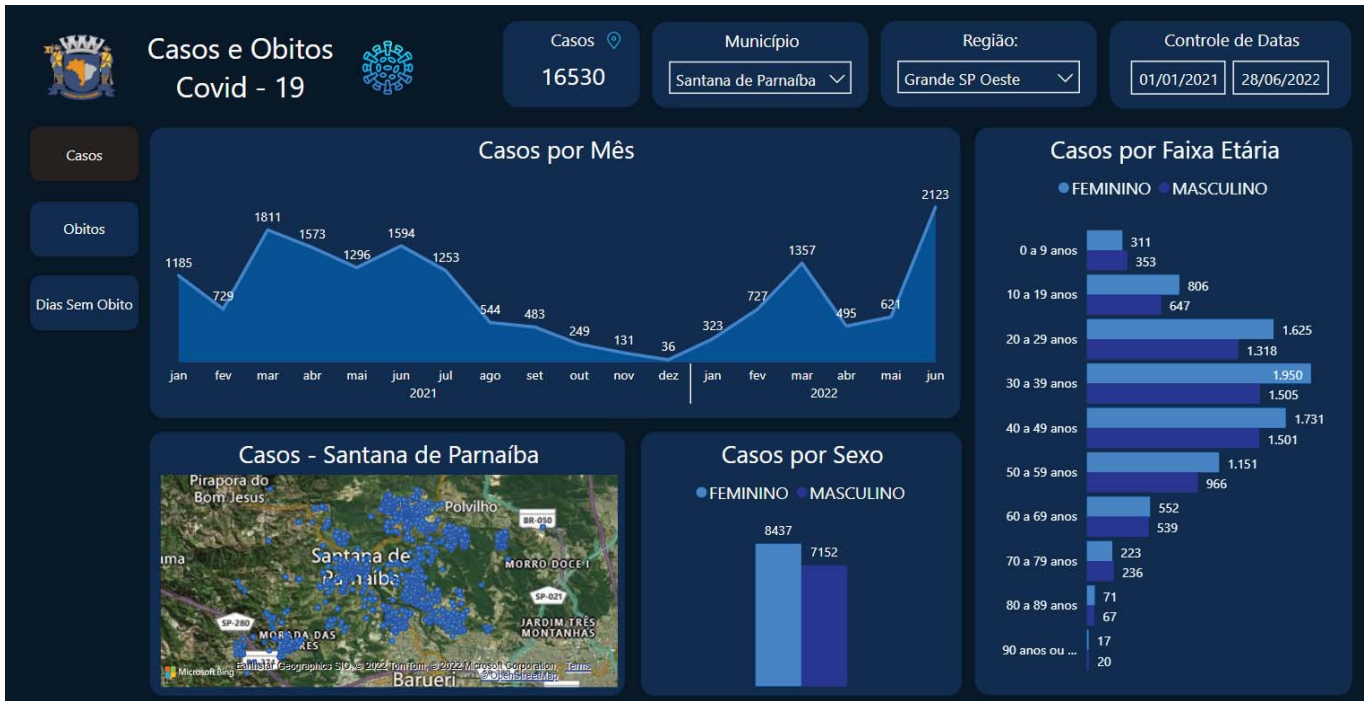 Casos e Obitos
Covid - 19
Casos
16530
Município
Santana de Parnaíba
Região:
Grande SP Oeste
Controle de Datas
01/01/2021
28/06/2022
Casos
Obitos
Dias Sem Obito
Casos por Mês
1185
729
1811
1573
1296
1594
1253
544
483
249
131
36
323
727
1357
495
621
2123
jan fev mar abr mai jun jul ago set out nov dez jan fev mar abr mai jun
2021 2022
Casos - Santana de Parnaíba
Pirapora do
Bom Jesus
Polvilho
BR-050
Santana de
Parnaíba
MORRO DOCE I
SP-021
SP-280
JARDIM TRÊS
MONTANHAS
Barueri
Microsoft Bing
© 2022 TomTom, © 2022 Microsoft Corporation, Terms
© OpenStreetMap
Casos por Sexo
FEMININO MASCULINO
8437
7152
Casos por Faixa Etária
FEMININO MASCULINO
0 a 9 anos 311
353
10 a 19 anos 806
647
20 a 29 anos 1.625
1.318
30 a 39 anos 1.950
1.505
40 a 49 anos 1.731
1.501
50 a 59 anos 1.151
966
60 a 69 anos 552
539
70 a 79 anos 223
236
80 a 89 anos 71
67
90 anos ou ... 17
20